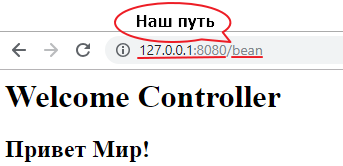 Наш путь
127.0.0.1:8080/bean
Welcome Controller
Привет Мир!